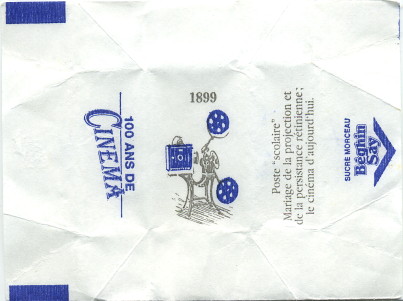 100 ANS DE
CINÉMA
1899
Poste "scolaire"
Mariage de la projection et
de la persistance rétinienne;
le cinéma d'aujourd'hui.
SUCRE MORCEAU
Béghin
Say